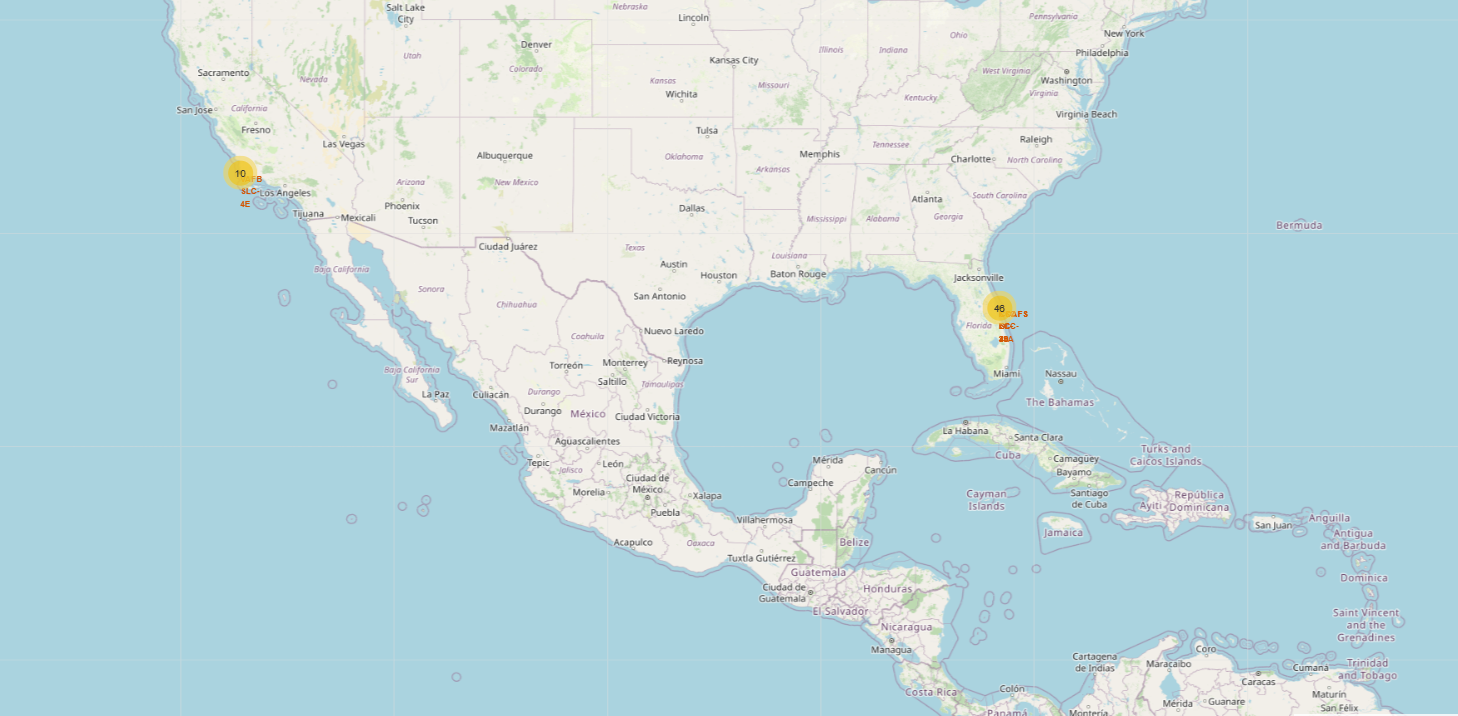 Salt Lake
City
Nebraska
Lincoln
Pennsylvania
New York
Ohio
Denver
Utah
Illinois
Indiana
Philadelphia
Kansas City
Colorado
Sacramento
Nevada
Kansas
Missouri
West Virginia
Washington
Wichita
Kentucky
Virginia
San Jose
California
Virginia Beach
Fresno
Las Vegas
Tulsa
Raleigh
Tennessee
Albuquerque
Oklahoma
Memphis
Charlotte
North Carolina
10
FB
Arkansas
Arizona
New Mexico
SLC-
Los Angeles
South Carolina
4E
Phoenix
Dallas
Atlanta
Tijuana
Mexicali
Tucson
Mississippi
Alabama
Georgia
Bermuda
Ciudad Juárez
Texas
Louisiana
Austin
Baja California
Houston
Baton Rouge
Jacksonville
Sonora
San Antonio
Chihuahua
46
AFS
Florida
Coahuila
Nuevo Laredo
Torreón
Monterrey
Reynosa
Baja California
Sur
Saltillo
Tamaulipas
Miami
Nassau
La Paz
Culiacán
Durango
The Bahamas
Durango
México
Ciudad Victoria
Mazatlán
La Habana
Santa Clara
Aguascalientes
Cuba
Camagüey
Turks and
Caicos Islands
Tepic
Jalisco
León
Mérida
Cancún
Bayamo
Ciudad de
México
Campeche
Morelia
Xalapa
Cayman
Islands
Santiago
de Cuba
Ayiti
República
Dominicana
Puebla
Villahermosa
San Juan
Anguilla
Jamaica
Antigua
and Barbuda
Acapulco
Oaxaca
Belize
Tuxtla Gutiérrez
Guatemala
Dominica
Ciudad de
Guatemala
Honduras
El Salvador
Saint Vincent
and the
Grenadines
Nicaragua
Managua
Cartagena
de Indias
Maracaibo
Coro
Cumaná
Trinidad
and Tobago
Caracas
Costa Rica
Colón
Maturín
Mérida
Guanare
San Félix
Panamá
Montería